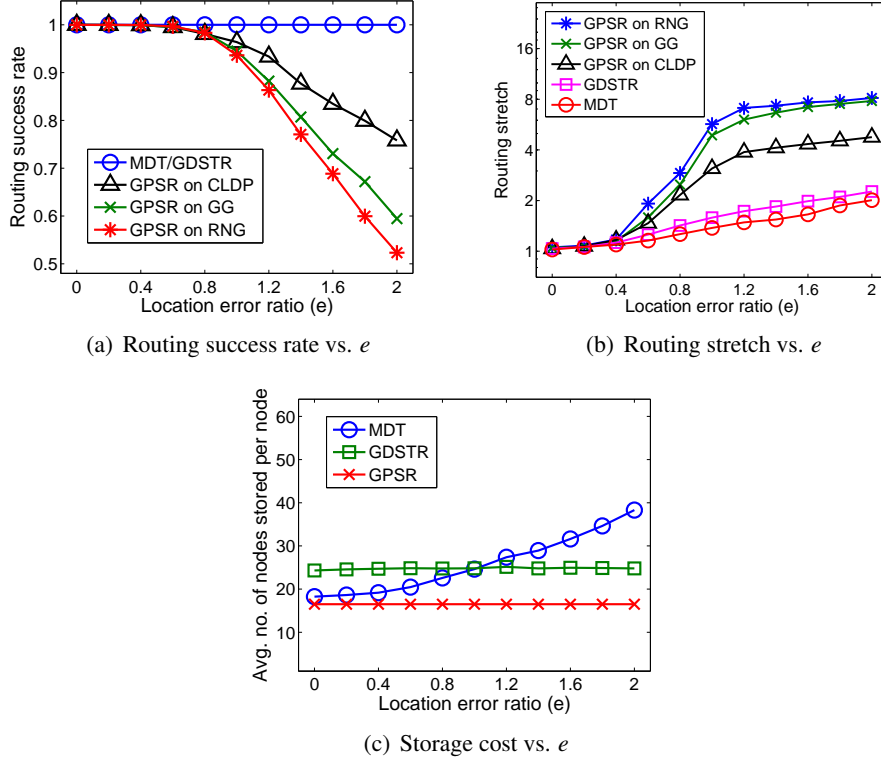 1
0.9
0.8
0.7
0.6
0.5
Routing success rate
MDT/GDSTR
GPSR on CLDP
GPSR on GG
GPSR on RNG
0 0.4 0.8 1.2 1.6 2
Location error ratio (e)
(a) Routing success rate vs. e
16
8
4
2
1
Routing stretch
GPSR on RNG
GPSR on GG
GPSR on CLDP
GDSTR
MDT
0 0.4 0.8 1.2 1.6 2
Location error ratio (e)
(b) Routing stretch vs. e
60
50
40
30
20
10
Avg. no. of nodes stored per node
MDT
GDSTR
GPSR
0 0.4 0.8 1.2 1.6 2
Location error ratio (e)
(c) Storage cost vs. e